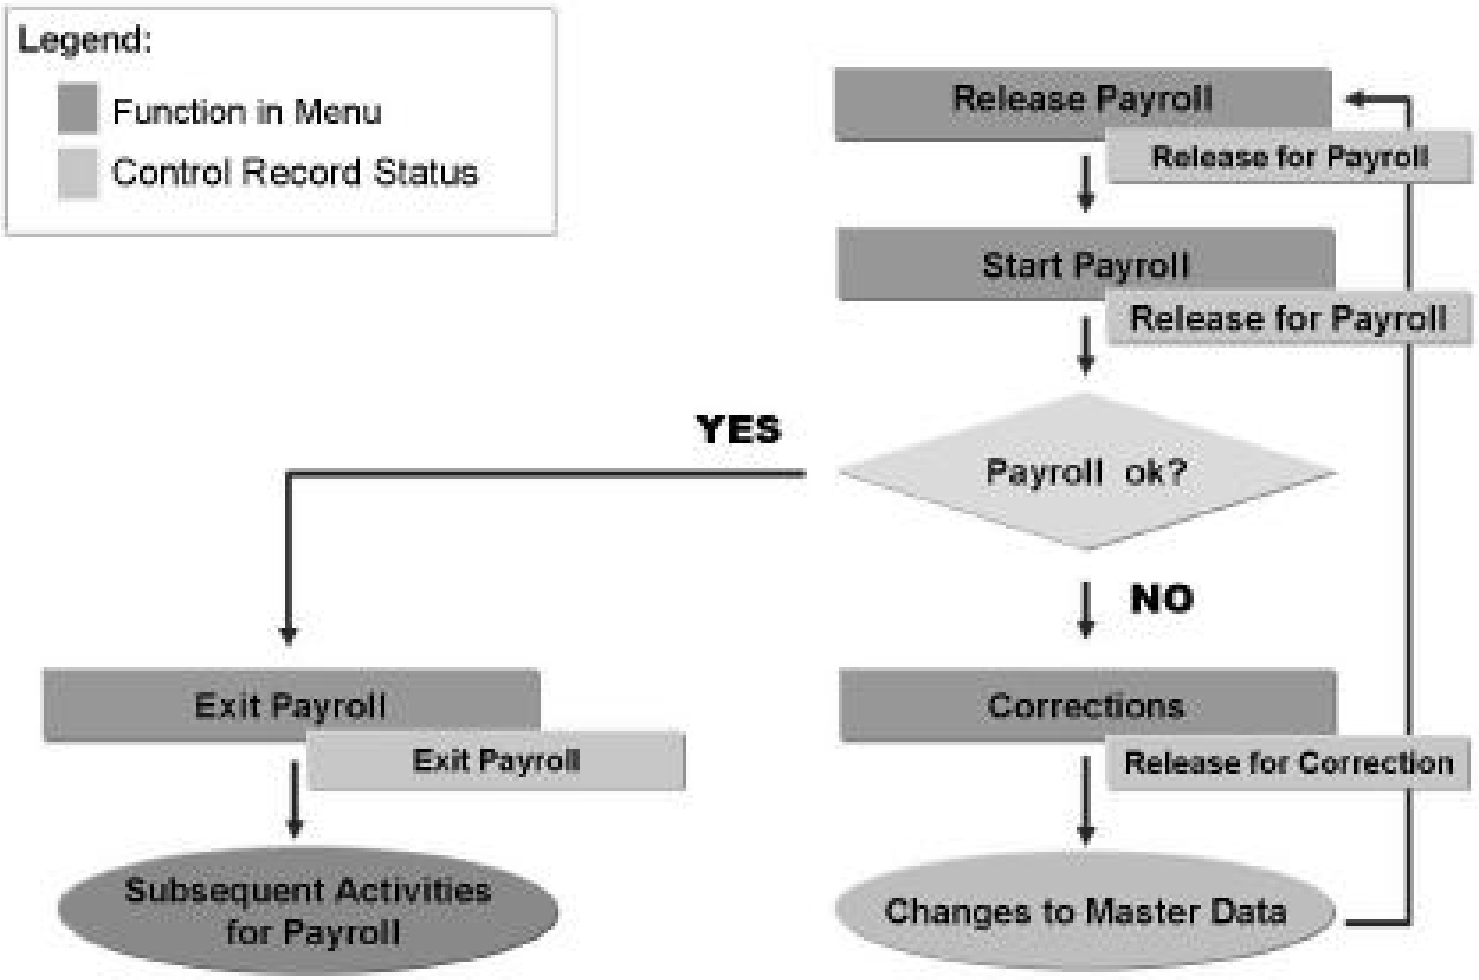 Legend:
Function in Menu
Control Record Status
Release Payroll
Release for Payroll
Start Payroll
Release for Payroll
YES
Payroll ok?
NO
Exit Payroll
Exit Payroll
Corrections
Release for Correction
Subsequent Activities
for Payroll
Changes to Master Data